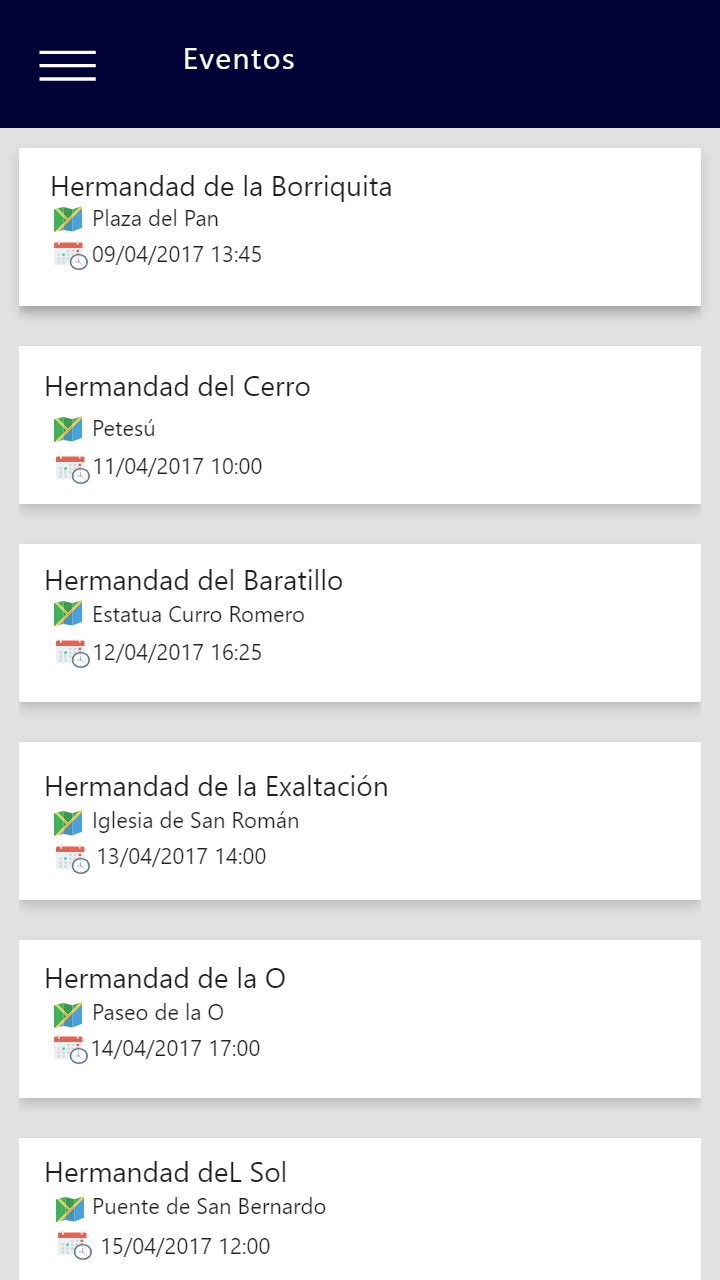 Eventos
Hermandad de la Borriquita
Plaza del Pan
09/04/2017 13:45
Hermandad del Cerro
Petesú
11/04/2017 10:00
Hermandad del Baratillo
Estatua Curro Romero
12/04/2017 16:25
Hermandad de la Exaltación
Iglesia de San Román
13/04/2017 14:00
Hermandad de la O
Paseo de la O
14/04/2017 17:00
Hermandad deL Sol
Puente de San Bernardo
15/04/2017 12:00